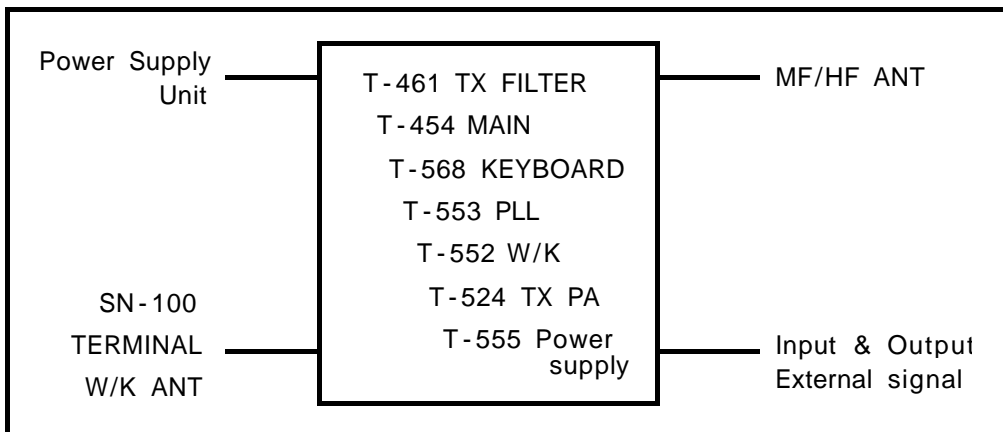 Power Supply
Unit
SN-100
TERMINAL
W/K ANT
T-461 TX FILTER
T-454 MAIN
T-568 KEYBOARD
T-553 PLL
T-552 W/K
T-524 TX PA
T-555 Power
supply
MF/HF ANT
Input & Output
External signal